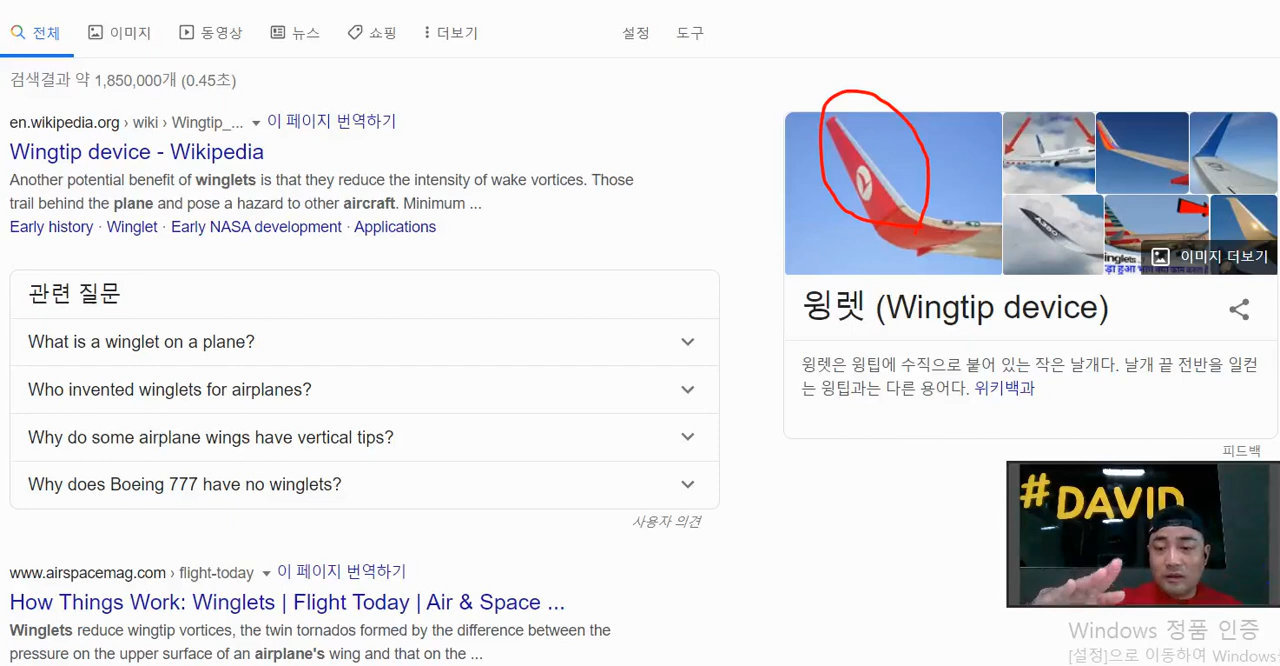 전체 이미지 동영상 뉴스 쇼핑 더보기 설정 도구
검색결과 약 1,850,000개 (0.45초)
en.wikipedia.org › wiki › Wingtip_... 이 페이지 번역하기
Wingtip device - Wikipedia
Another potential benefit of winglets is that they reduce the intensity of wake vortices. Those
trail behind the plane and pose a hazard to other aircraft. Minimum ...
Early history · Winglet · Early NASA development · Applications
관련 질문
What is a winglet on a plane?
Who invented winglets for airplanes?
Why do some airplane wings have vertical tips?
Why does Boeing 777 have no winglets?
사용자 의견
www.airspacemag.com › flight-today 이 페이지 번역하기
How Things Work: Winglets | Flight Today | Air & Space ...
Winglets reduce wingtip vortices, the twin tornados formed by the difference between the
pressure on the upper surface of an airplane's wing and that on the ...
이미지 더보기
윙렛 (Wingtip device)
윙렛은 윙팁에 수직으로 붙어 있는 작은 날개다. 날개 끝 전반을 일컫
는 윙팁과는 다른 용어다. 위키백과
피드백
#DAVID
Windows 정품 인증
[설정]으로 이동하여 Windows